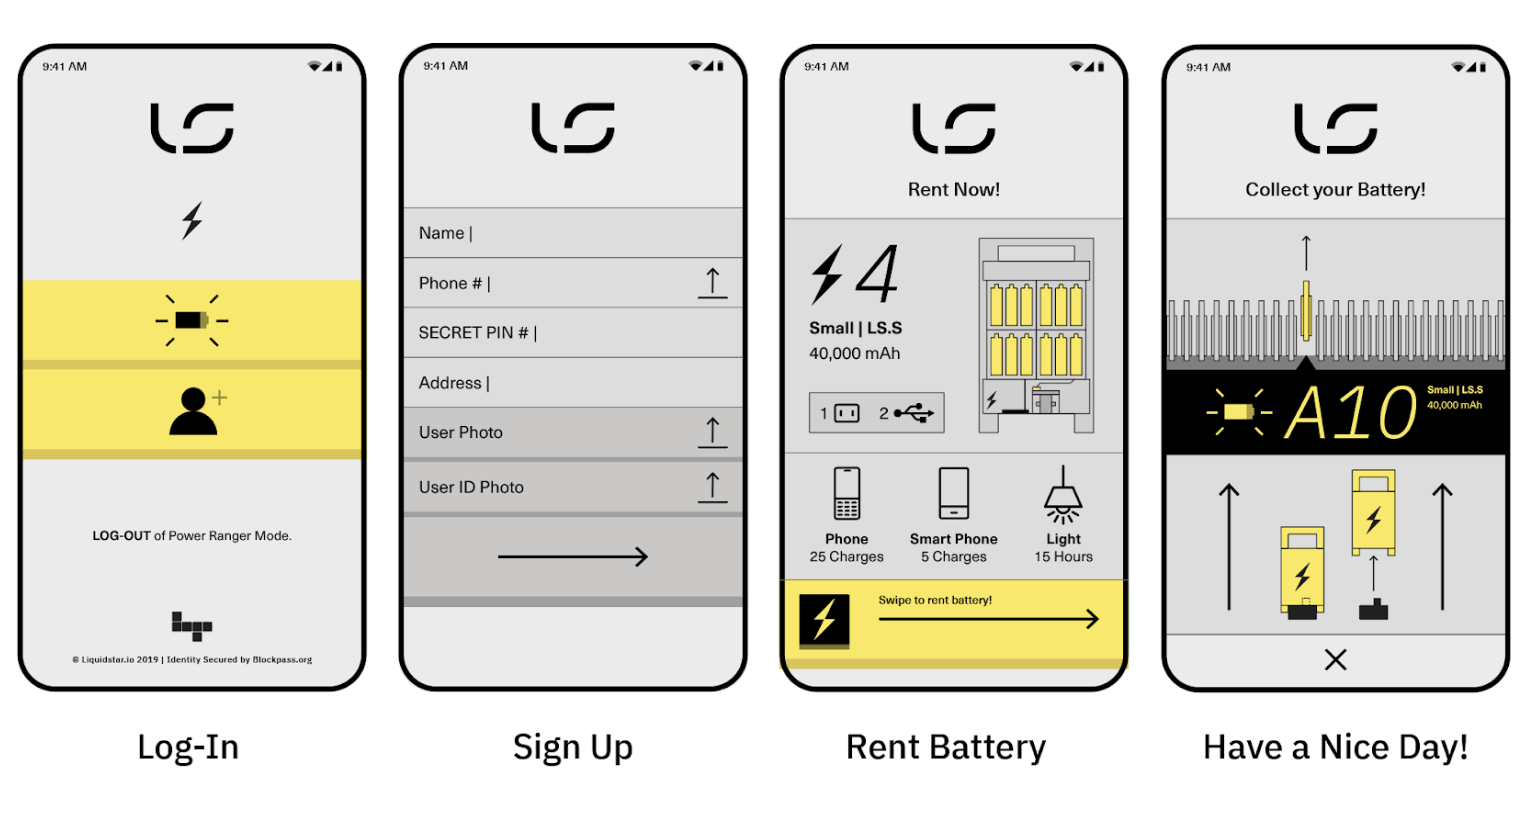 9:41 AM
LS
LOG-OUT of Power Ranger Mode.
© Liquidstar.io 2019 | Identity Secured by Blockpass.org
Log-In
9:41 AM
LS
Name |
Phone # |
SECRET PIN # |
Address |
User Photo
User ID Photo
Sign Up
9:41 AM
LS
Rent Now!
4
Small | LS.S
40,000 mAh
1 2
Phone
25 Charges
Smart Phone
5 Charges
Light
15 Hours
Swipe to rent battery!
Rent Battery
9:41 AM
LS
Collect your Battery!
A10
Small | LS.S
40,000 mAh
Have a Nice Day!